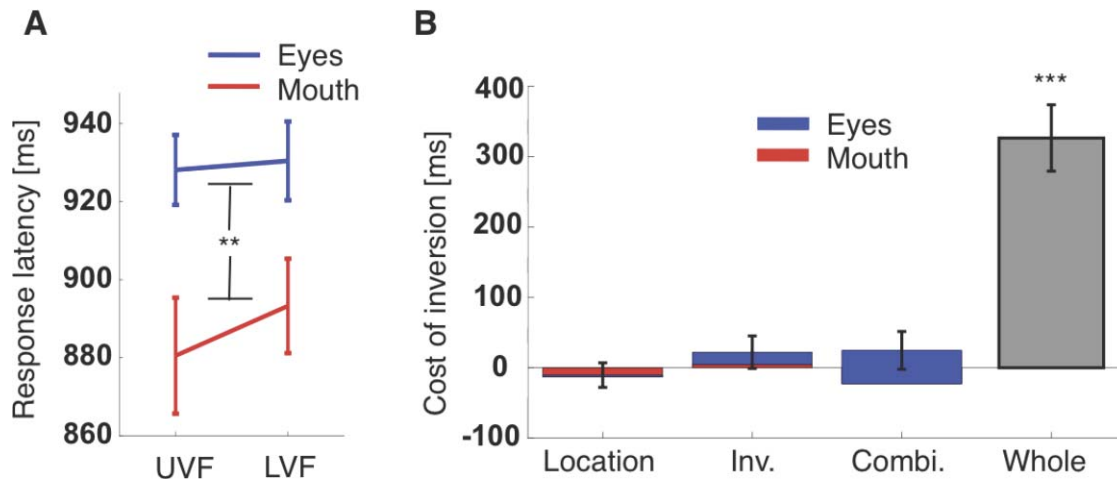 A
Eyes
Mouth
Response latency [ms]
940
920
900
880
860
**
UVF LVF
B
Eyes
Mouth
Cost of inversion [ms]
400
300
200
100
0
-100
***
Location Inv. Combi. Whole